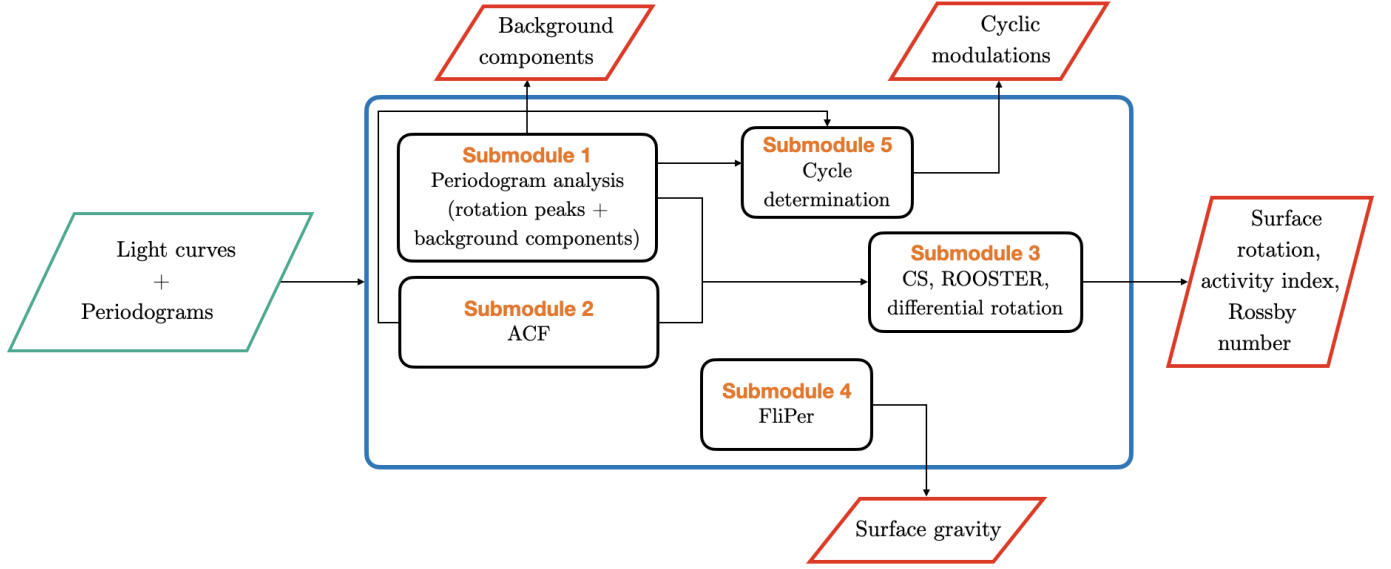 Background
components
Cyclic
modulations
Submodule 1
Periodogram analysis
(rotation peaks +
background components)
Submodule 5
Cycle
determination
Light curves
+
Periodograms
Submodule 2
ACF
Submodule 3
CS, ROOSTER,
differential rotation
Surface
rotation,
activity index,
Rossby
number
Submodule 4
FliPer
Surface gravity